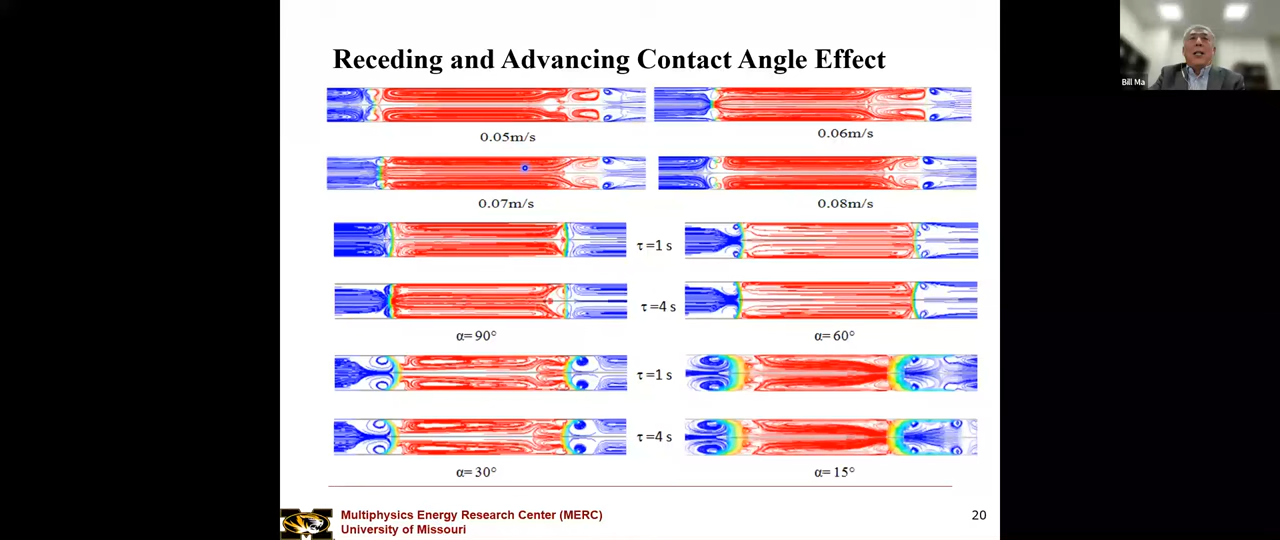 Receding and Advancing Contact Angle Effect
Bill Ma
0.05m/s
0.06m/s
0.07m/s
0.08m/s
τ =1 s
τ =4 s
α= 90°
α= 60°
τ =1 s
τ =4 s
α= 30°
α= 15°
Multiphysics Energy Research Center (MERC)
University of Missouri
20